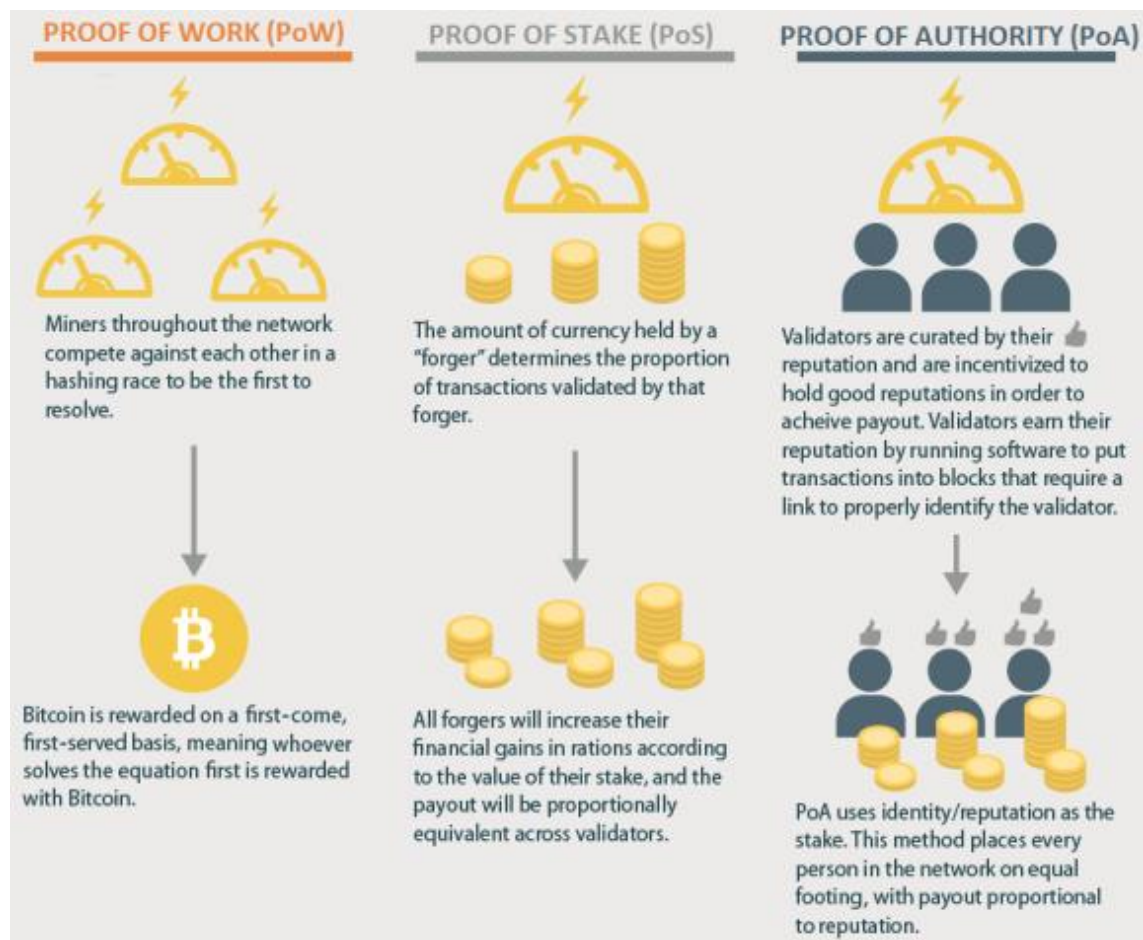 PROOF OF WORK (PoW)
Miners throughout the network
compete against each other in a
hashing race to be the first to
resolve.
Bitcoin is rewarded on a first-come,
first-served basis, meaning whoever
solves the equation first is rewarded
with Bitcoin.
PROOF OF STAKE (PoS)
The amount of currency held by a
"forger" determines the proportion
of transactions validated by that
forger.
All forgers will increase their
financial gains in rations according
to the value of their stake, and the
payout will be proportionally
equivalent across validators.
PROOF OF AUTHORITY (PoA)
Validators are curated by their
reputation and are incentivized to
hold good reputations in order to
acheive payout. Validators earn their
reputation by running software to put
transactions into blocks that require a
link to properly identify the validator.
PoA uses identity/reputation as the
stake. This method places every
person in the network on equal
footing, with payout proportional
to reputation.